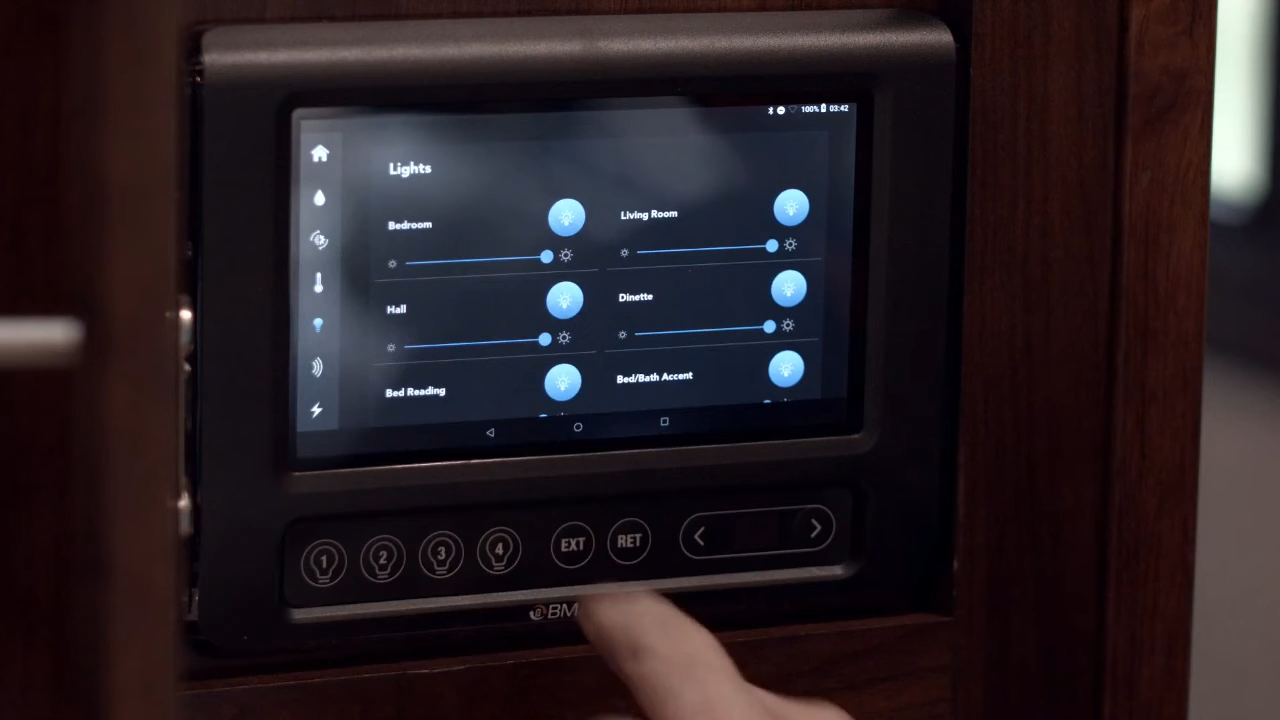 100% 03:42
Lights
Bedroom
Living Room
Hall
Dinette
Bed Reading
Bed/Bath Accent
1 2 3 4 EXT RET < >
BM